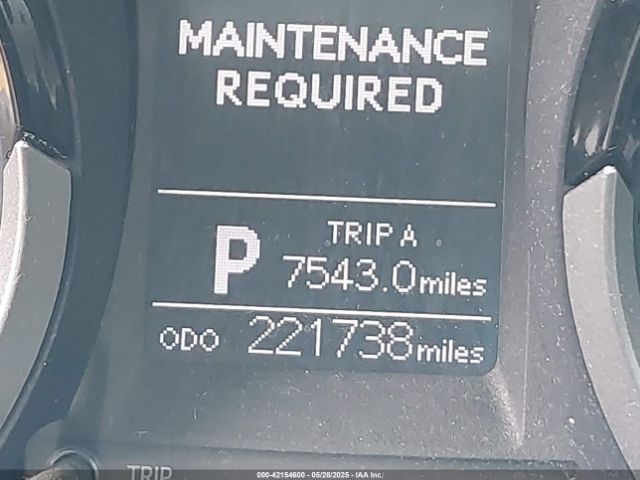 MAINTENANCE
REQUIRED
TRIP A
P 7543.0 miles
ODO 221738 miles
TRIP
000-42154600 - 05/28/2025 - IAA Inc.